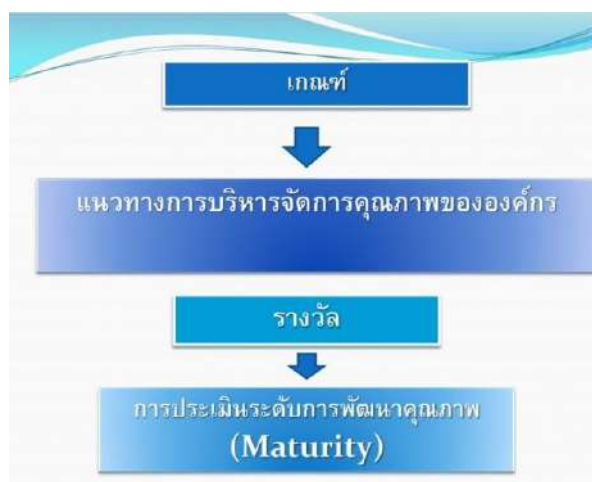 เกณฑ์
แนวทางการบริหารจัดการคุณภาพขององค์กร
รางวัล
การประเมินระดับการพัฒนาคุณภาพ
(Maturity)